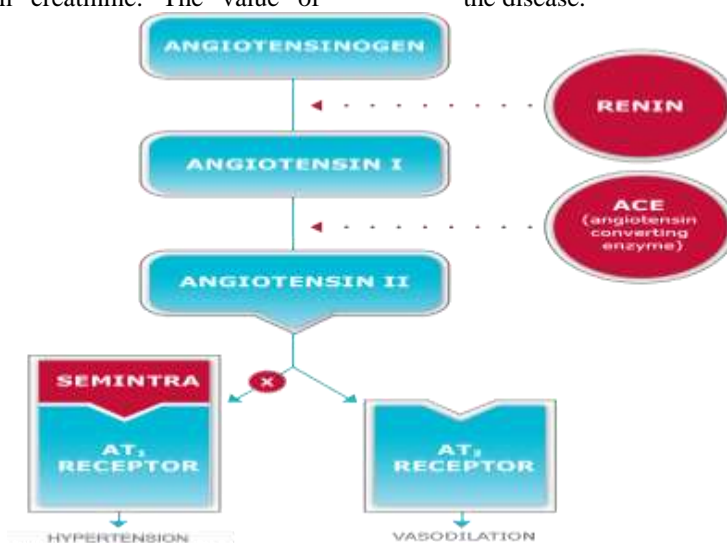 creatinine. The value of
the disease.
ANGIOTENSINOGEN
RENIN
ANGIOTENSIN I
ACE
(angiotensin
converting
enzyme)
ANGIOTENSIN II
SEMINTRA
X
AT₁
RECEPTOR
AT₂
RECEPTOR
HYPERTENSION
VASODILATION